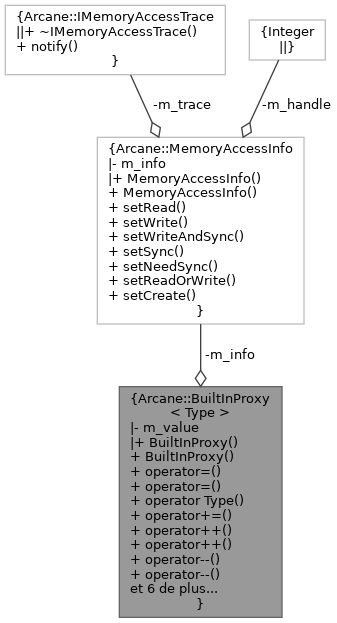 {Arcane::IMemoryAccessTrace
||+ ~IMemoryAccessTrace()
+ notify()
}
{Integer
||}
-m_trace
-m_handle
{Arcane::MemoryAccessInfo
|- m_info
|+ MemoryAccessInfo()
+ MemoryAccessInfo()
+ setRead()
+ setWrite()
+ setWriteAndSync()
+ setSync()
+ setNeedSync()
+ setReadOrWrite()
+ setCreate()
}
-m_info
{Arcane::BuiltInProxy
< Type >
|- m_value
|+ BuiltInProxy()
+ BuiltInProxy()
+ operator=()
+ operator=()
+ operator Type()
+ operator+=()
+ operator++()
+ operator++()
+ operator--()
+ operator--()
et 6 de plus...
}